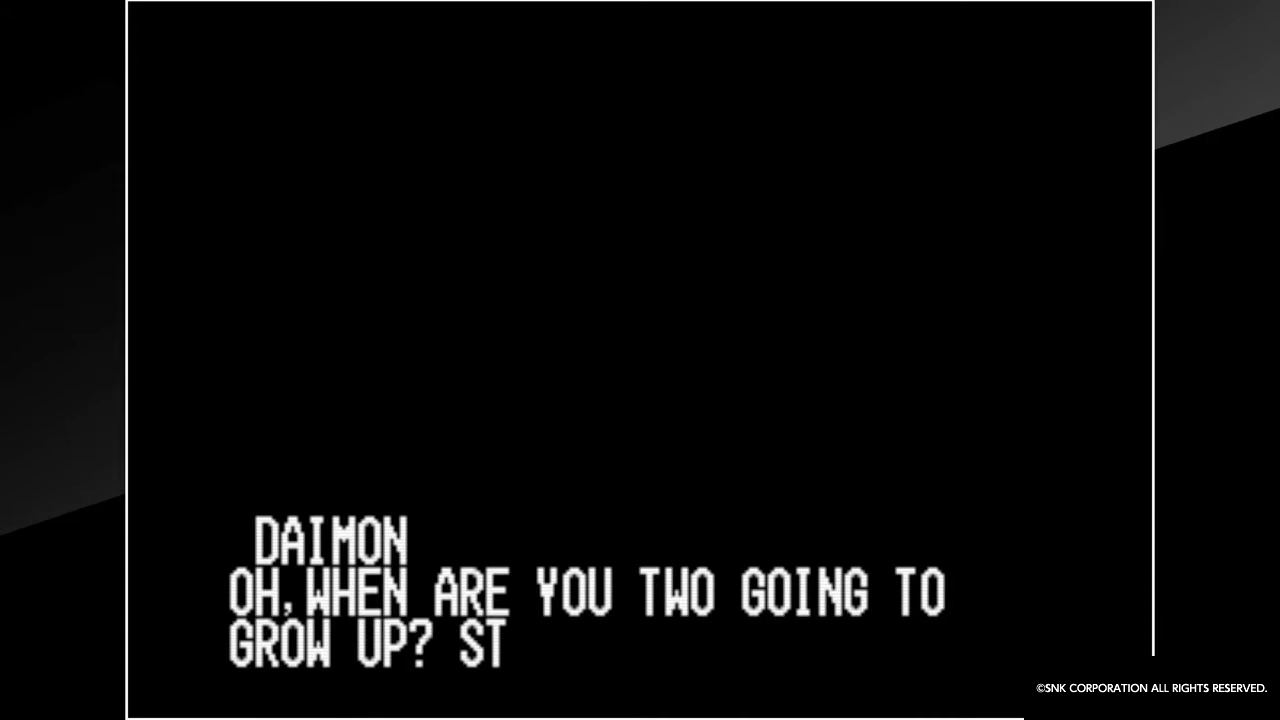 DAIMON
OH, WHEN ARE YOU TWO GOING TO
GROW UP? ST
©SNK CORPORATION ALL RIGHTS RESERVED.